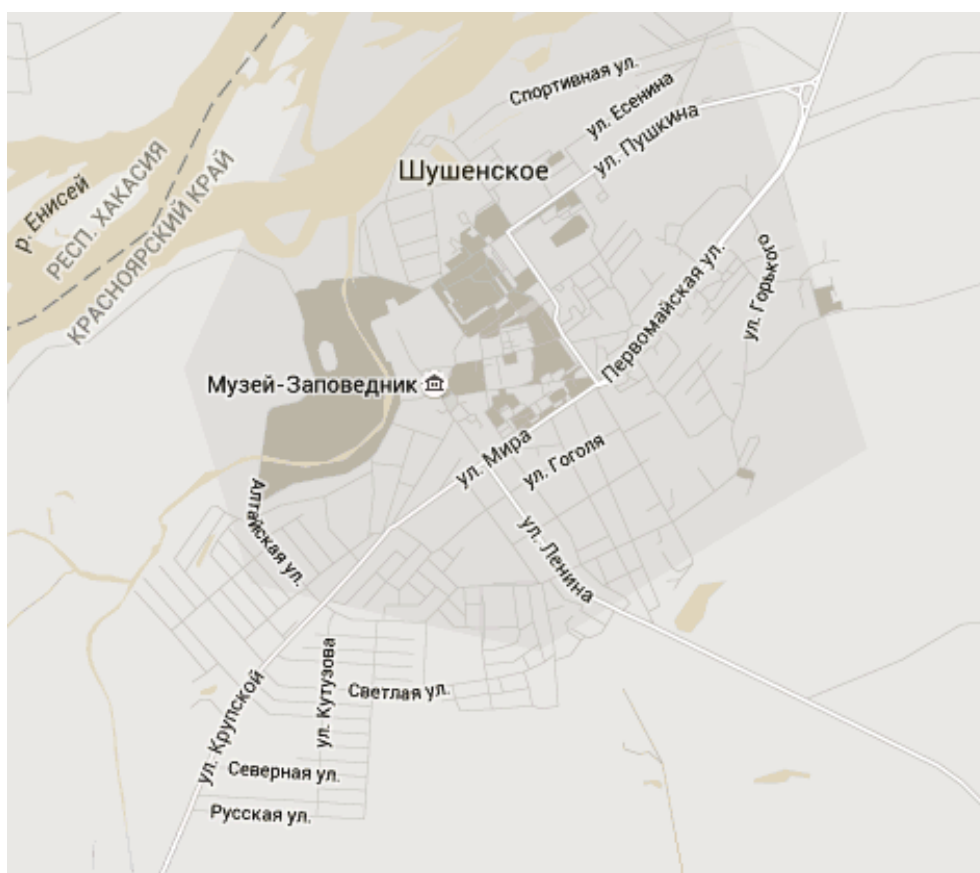 Спортивная ул.
ул. Есенина
ул. Пушкина
Шушенское
р. Енисей
РЕСП. ХАКАСИЯ
КРАСНОЯРСКИЙ КРАЙ
ул. Горького
Первомайская ул.
Музей-Заповедник
ул. Мира
ул. Гоголя
Алтайская ул.
ул. Ленина
ул. Кутузова
Светлая ул.
ул. Крупской
Северная ул.
Русская ул.